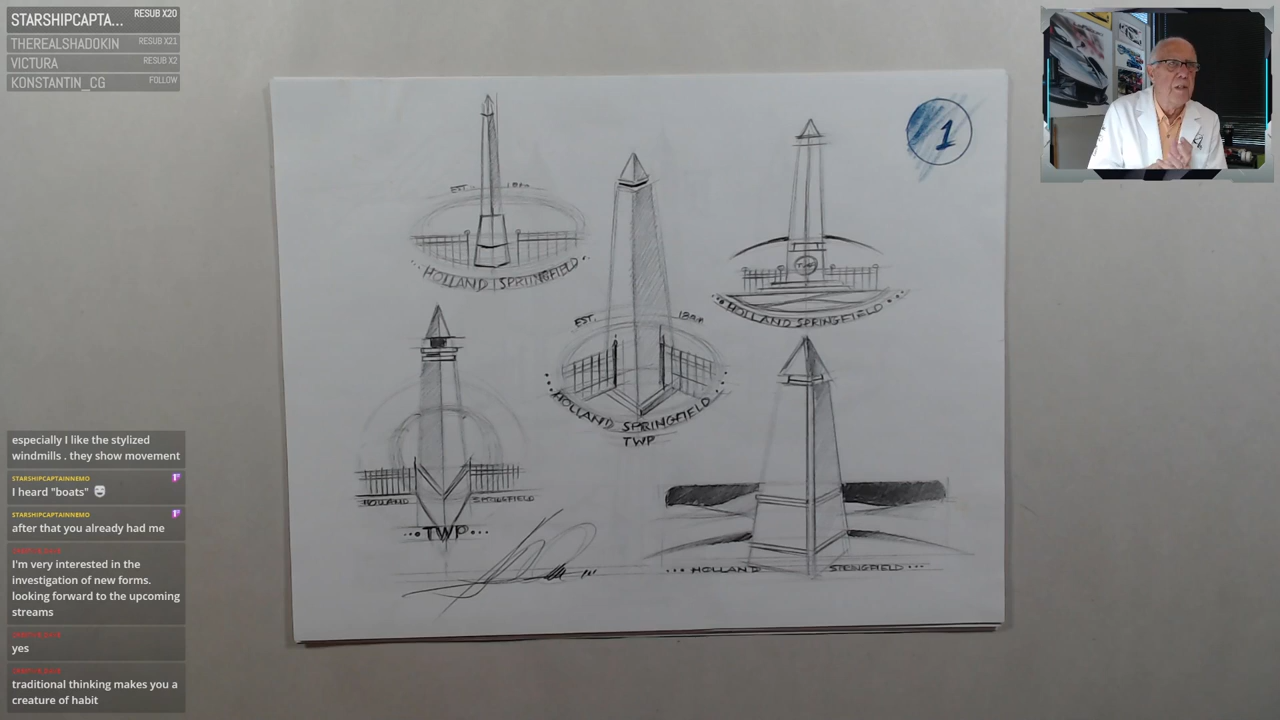 STARSHIPCAPTA... RESUB X20
THEREALSHADOKIN RESUB X21
VICTURA RESUB X2
KONSTANTIN_CG FOLLOW
1
EST.
HOLLAND SPRINGFIELD
EST.
HOLLAND SPRINGFIELD
TWP
TWP
HOLLAND SPRINGFIELD
HOLLAND SPRINGFIELD
TWP
HOLLAND SPRINGFIELD
especially I like the stylized
windmills . they show movement
STARSHIPCAPTAINNEMO
I heard "boats"
STARSHIPCAPTAINNEMO
after that you already had me
I'm very interested in the
investigation of new forms.
looking forward to the upcoming
streams
yes
traditional thinking makes you a
creature of habit